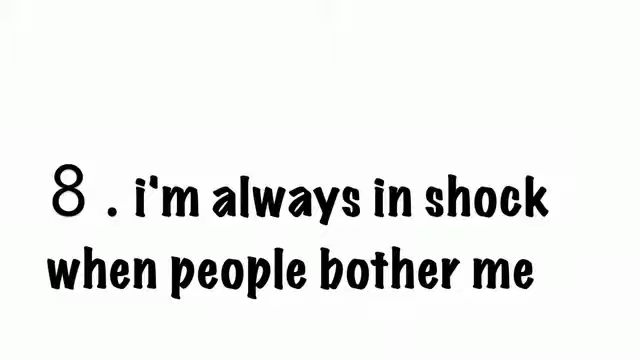 8 . i'm always in shock
when people bother me